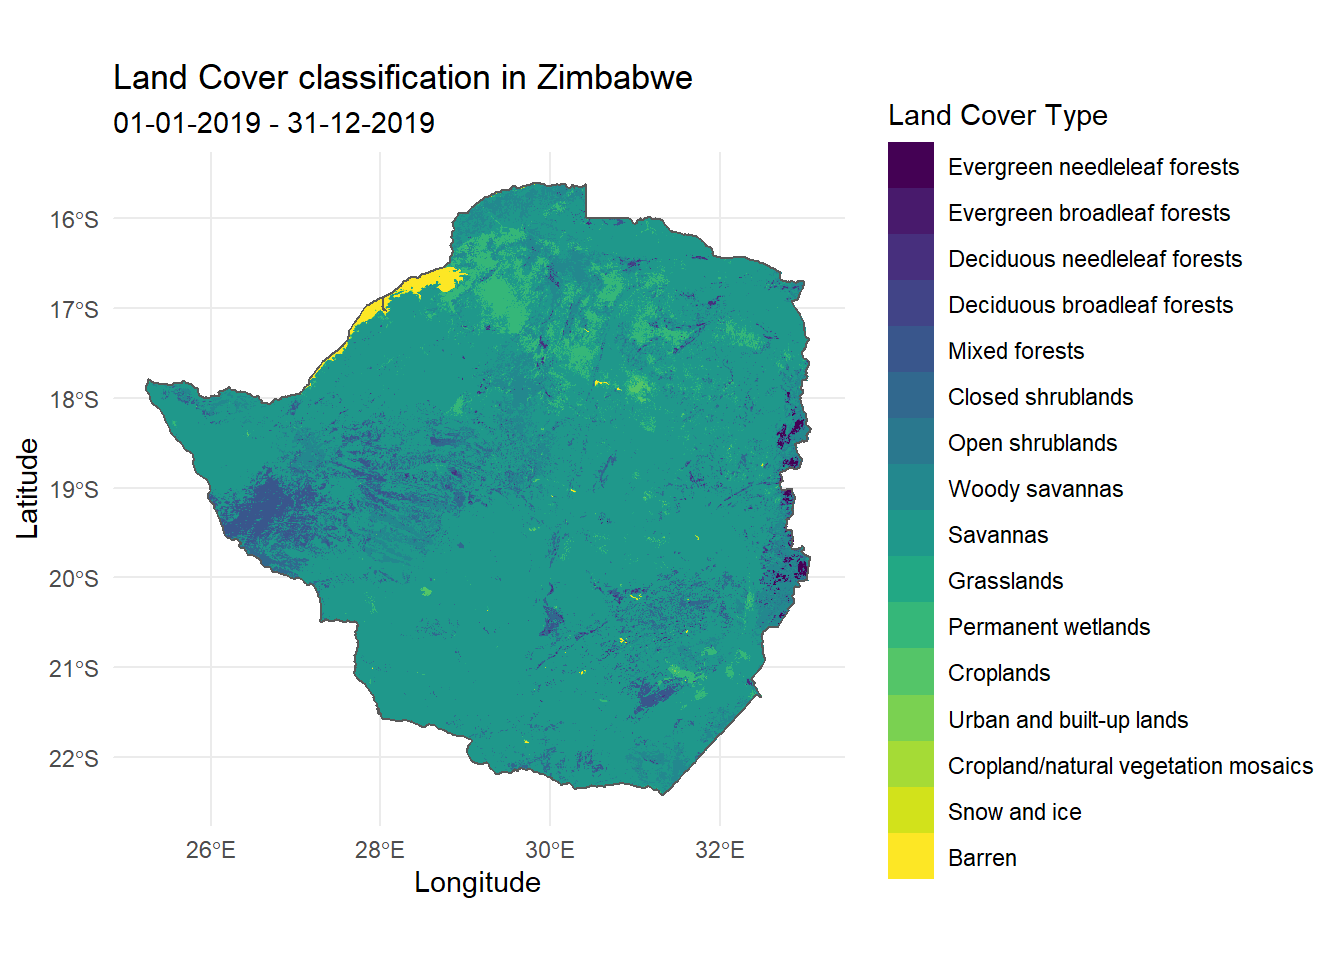 Land Cover classification in Zimbabwe
01-01-2019 - 31-12-2019
Land Cover Type
Evergreen needleleaf forests
Evergreen broadleaf forests
Deciduous needleleaf forests
Deciduous broadleaf forests
Mixed forests
Closed shrublands
Open shrublands
Woody savannas
Savannas
Grasslands
Permanent wetlands
Croplands
Urban and built-up lands
Cropland/natural vegetation mosaics
Snow and ice
Barren
Latitude
16°S
17°S
18°S
19°S
20°S
21°S
22°S
26°E
28°E
30°E
32°E
Longitude